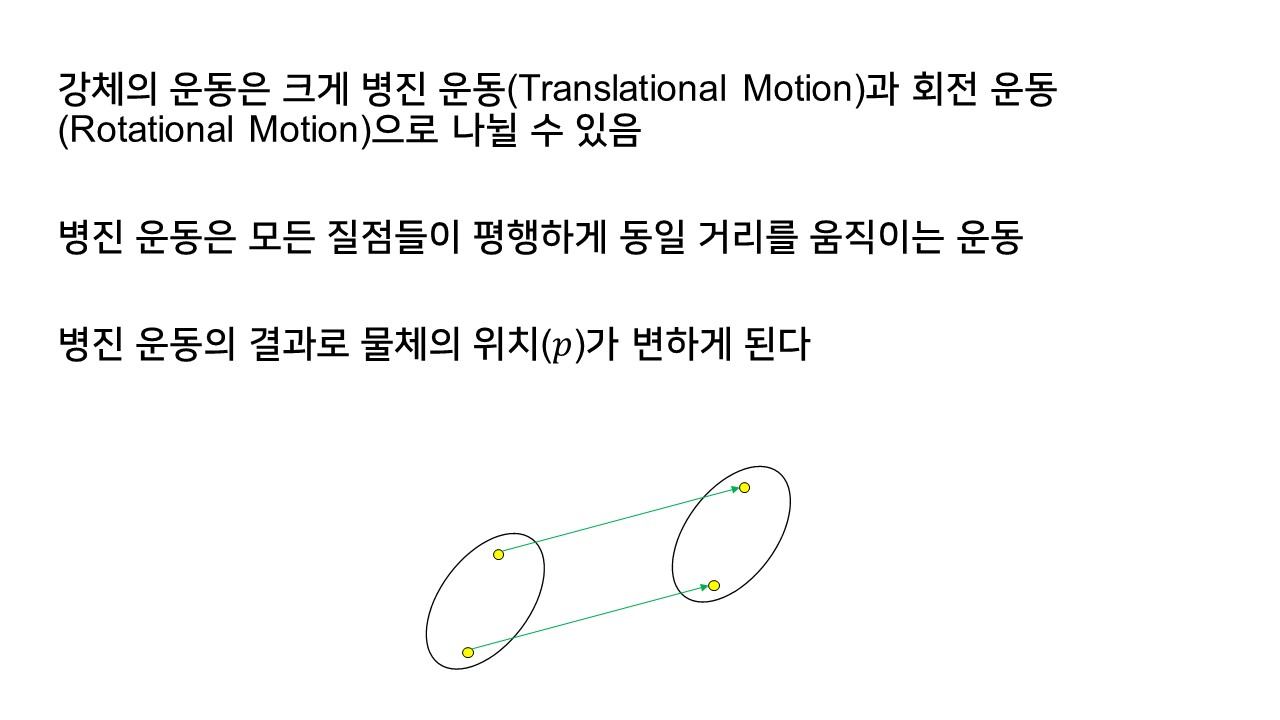 강체의 운동은 크게 병진 운동(Translational Motion)과 회전 운동
(Rotational Motion)으로 나뉠 수 있음
병진 운동은 모든 질점들이 평행하게 동일 거리를 움직이는 운동
병진 운동의 결과로 물체의 위치(𝑝)가 변하게 된다